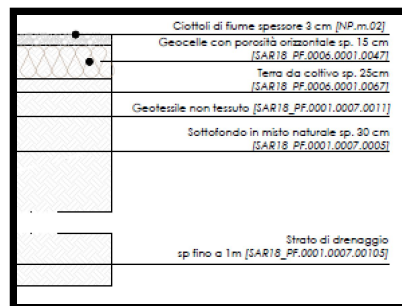 Ciottoli di fiume spessore 3 cm [NP.m.02]
Geocelle con porosità orizzontale sp. 15 cm
[SAR18_PF.0006.0001.0047]
Terra da coltivo sp. 25cm
[SAR18_PF.0006.0001.0067]
Geotessile non tessuto [SAR18_PF.0001.0007.0011]
Sottofondo in misto naturale sp. 30 cm
[SAR18_PF.0001.0007.0005]
Strato di drenaggio
sp fino a 1m [SAR18_PF.0001.0007.00105]